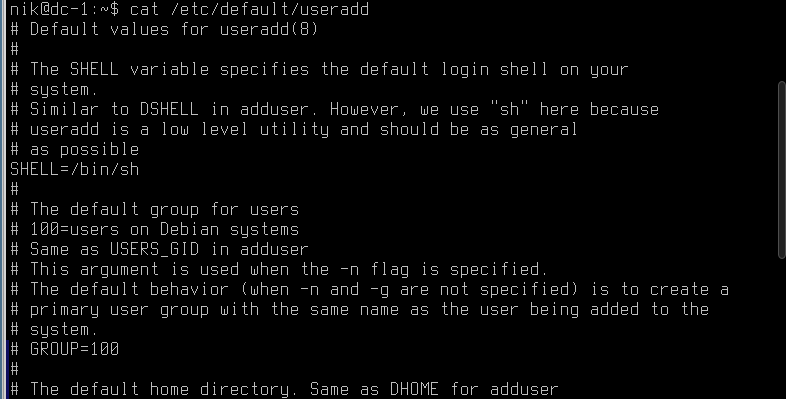 nik@dc-1:~$ cat /etc/default/useradd
# Default values for useradd(8)
#
# The SHELL variable specifies the default login shell on your
# system.
# Similar to DSHELL in adduser. However, we use "sh" here because
# useradd is a low level utility and should be as general
# as possible
SHELL=/bin/sh
#
# The default group for users
# 100=users on Debian systems
# Same as USERS_GID in adduser
# This argument is used when the -n flag is specified.
# The default behavior (when -n and -g are not specified) is to create a
# primary user group with the same name as the user being added to the
# system.
# GROUP=100
#
# The default home directory. Same as DHOME for adduser